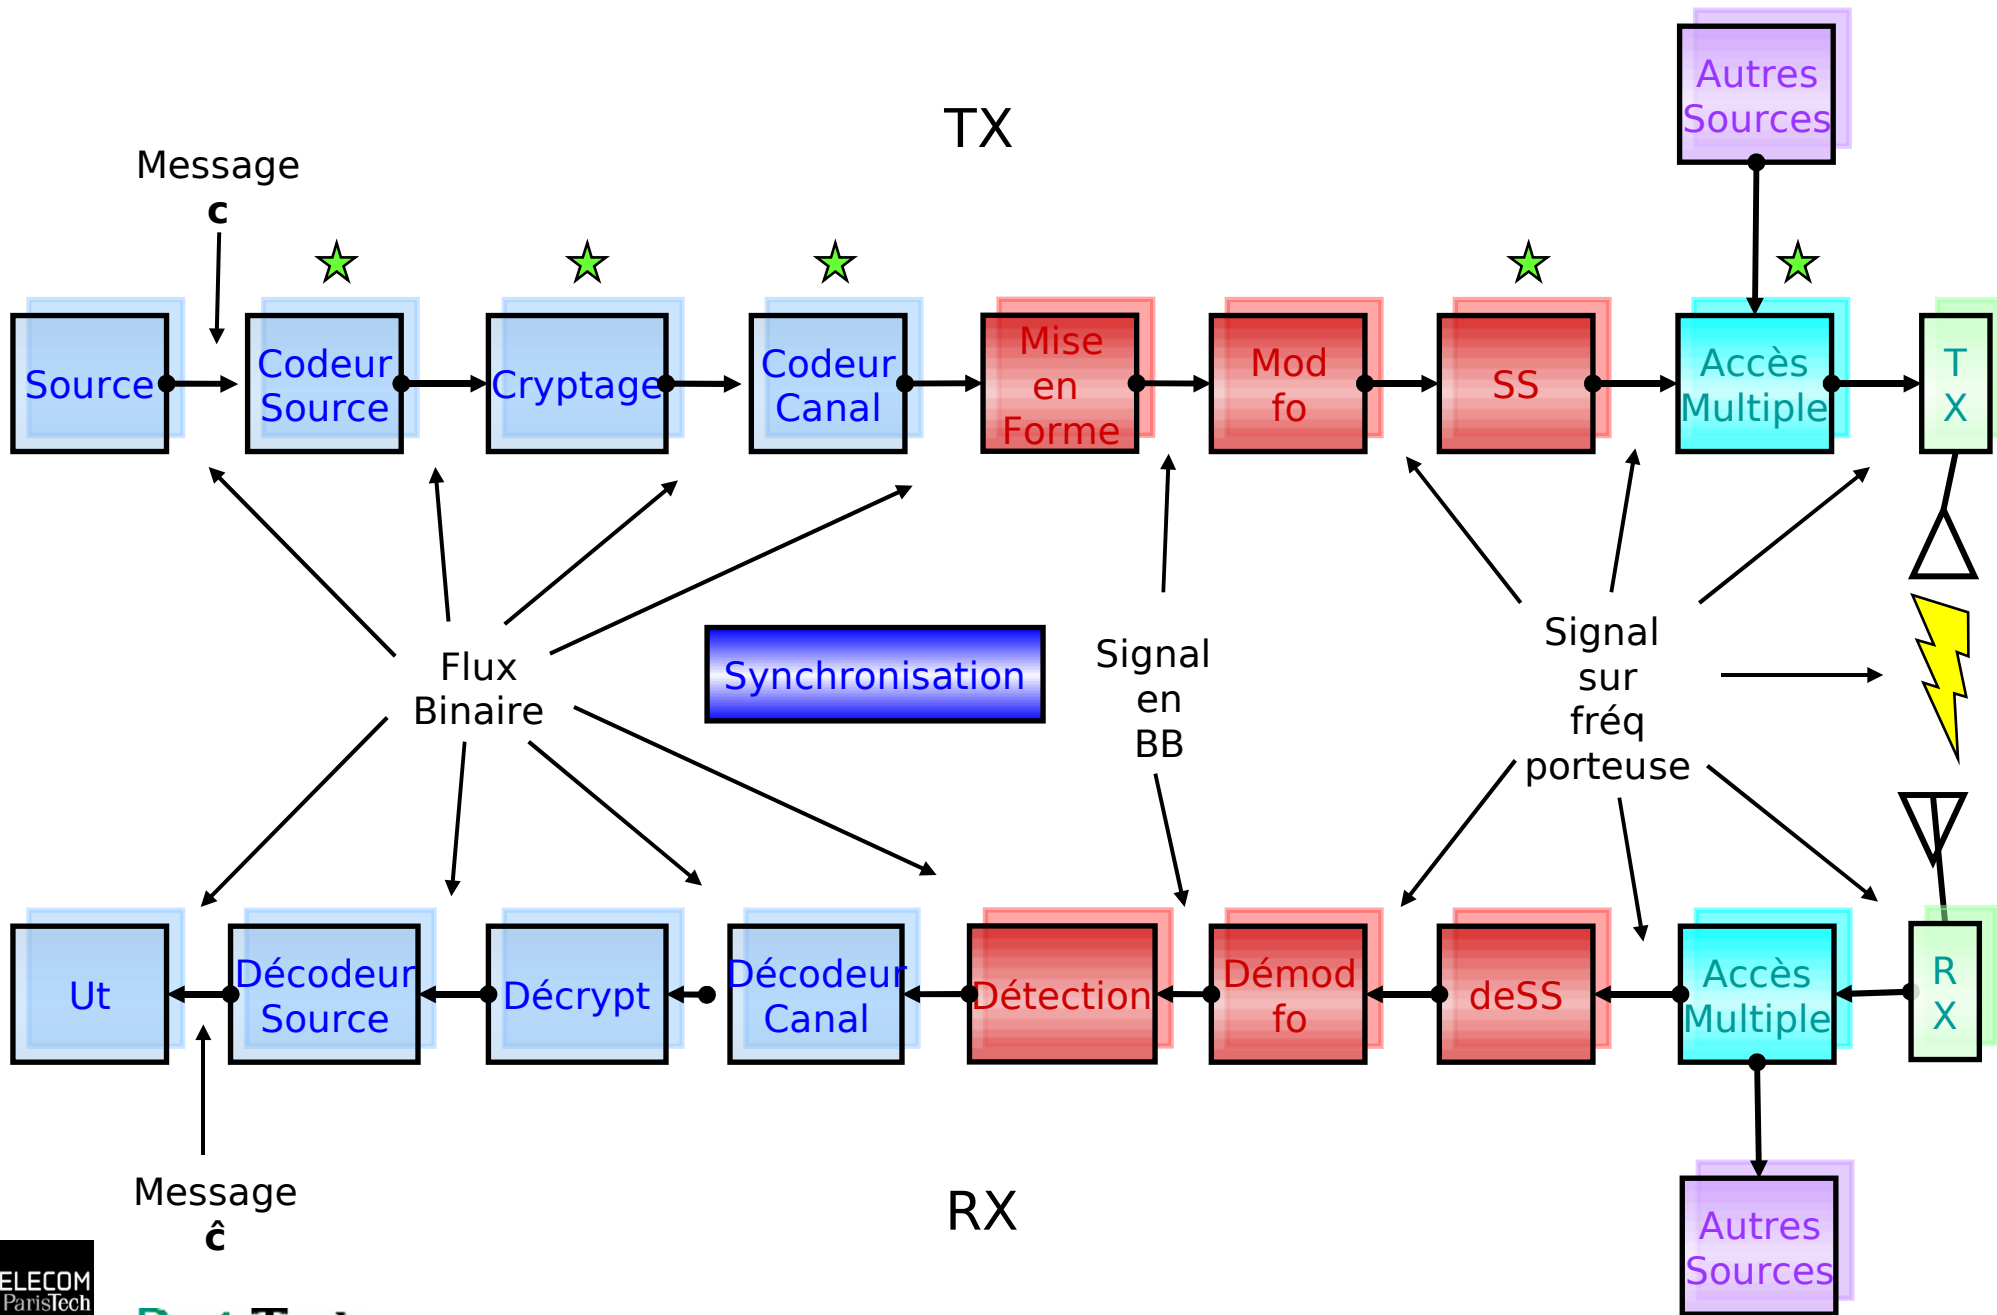 Autres
Sources
TX
Message
c
Source
Codeur
Source
Cryptage
Codeur
Canal
Mise
en
Forme
Mod
fo
SS
Accès
Multiple
T
X
Flux
Binaire
Synchronisation
Signal
en
BB
Signal
sur
fréq
porteuse
Ut
Décodeur
Source
Décrypt
Décodeur
Canal
Détection
Démod
fo
deSS
Accès
Multiple
R
X
Message
ĉ
RX
Autres
Sources
ELECOM
ParisTech